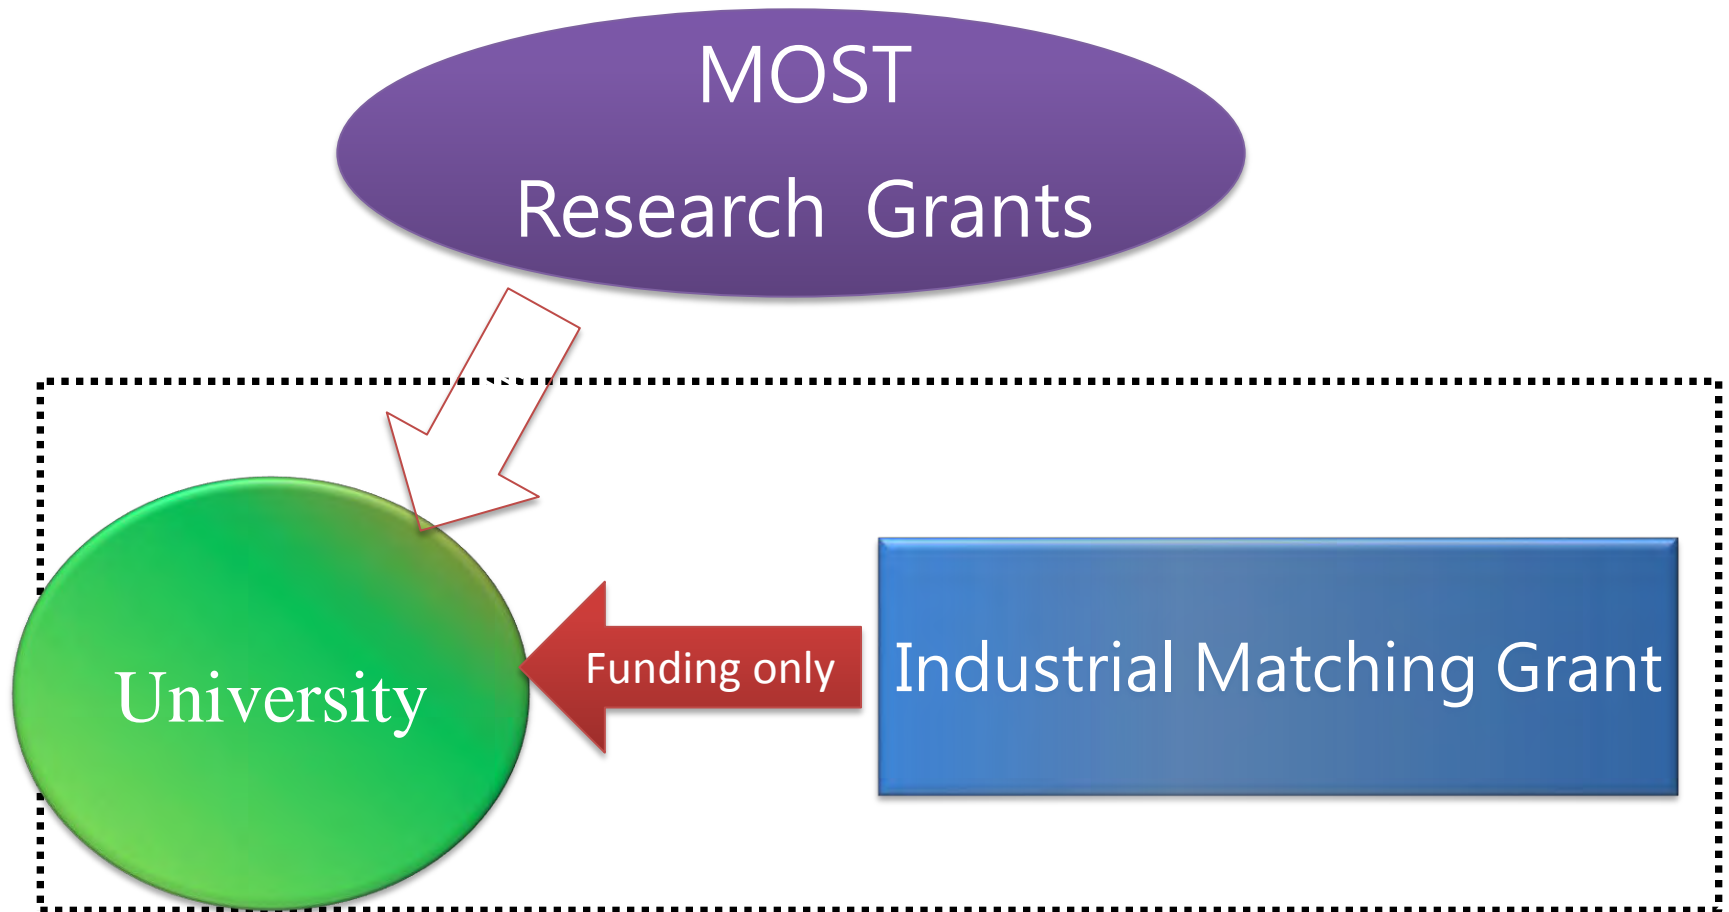 MOST
Research Grants
Funding only
Industrial Matching Grant
University